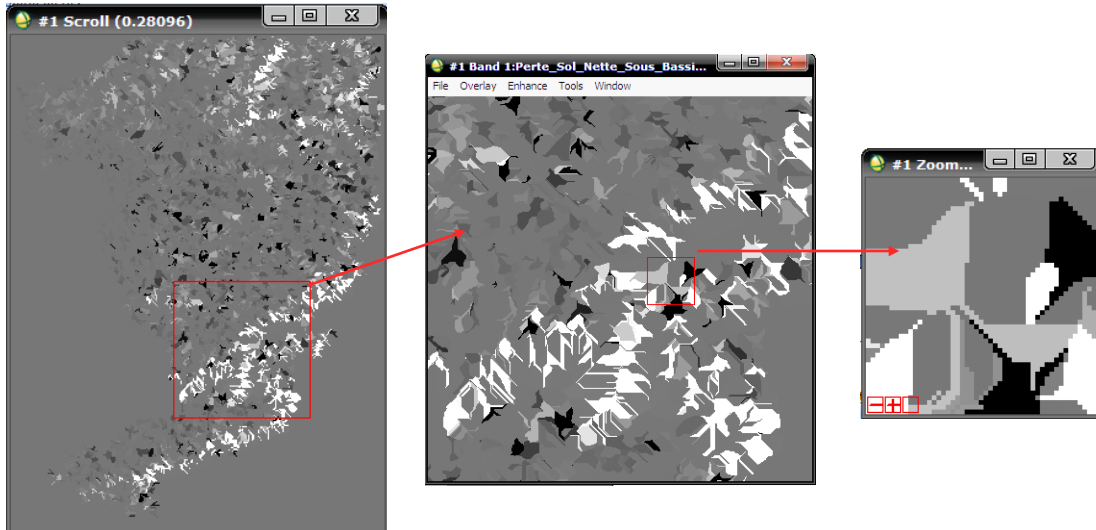 #1 Scroll (0.28096)
#1 Band 1:Perte_Sol_Nette_Sous_Bassi...
File Overlay Enhance Tools Window
#1 Zoom...